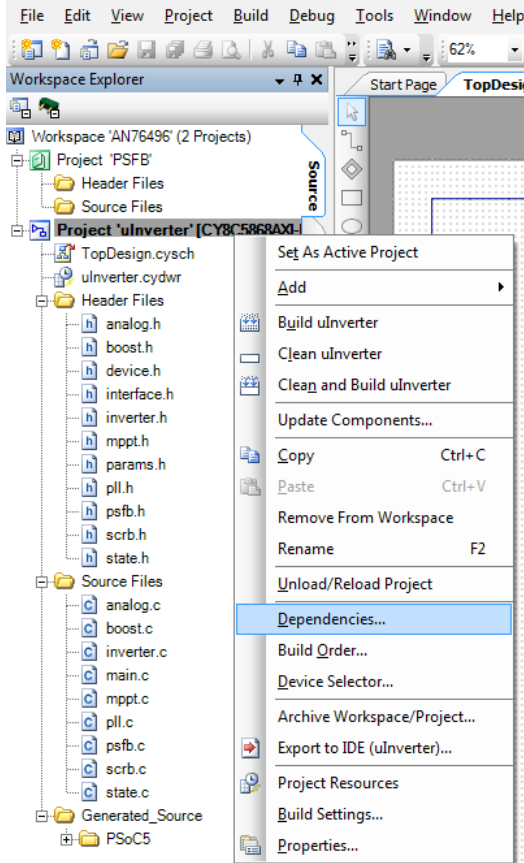 File Edit View Project Build Debug Tools Window Help
62%
Workspace Explorer
Start Page TopDesi
Workspace 'AN76496' (2 Projects)
Project 'PSFB'
Header Files
Source Files
Source
Project 'uInverter' [CY8C5868AXI-
TopDesign.cysch
uInverter.cydwr
Header Files
analog.h
boost.h
device.h
interface.h
inverter.h
mppt.h
params.h
pll.h
psfb.h
scrb.h
state.h
Source Files
analog.c
boost.c
inverter.c
main.c
mppt.c
pll.c
psfb.c
scrb.c
state.c
Generated_Source
PSoC5
Set As Active Project
Add
Build uInverter
Clean uInverter
Clean and Build uInverter
Update Components...
Copy Ctrl+C
Paste Ctrl+V
Remove From Workspace
Rename F2
Unload/Reload Project
Dependencies...
Build Order...
Device Selector...
Archive Workspace/Project...
Export to IDE (uInverter)...
Project Resources
Build Settings...
Properties...